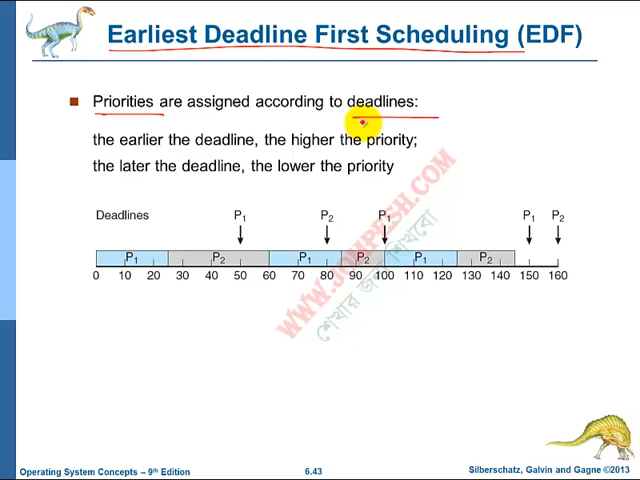 Earliest Deadline First Scheduling (EDF)
Priorities are assigned according to deadlines:
the earlier the deadline, the higher the priority;
the later the deadline, the lower the priority
Deadlines P₁ P₂ P₁ P₁ P₂
P₁ P₂ P₁ P₂ P₁ P₂
0 10 20 30 40 50 60 70 80 90 100 110 120 130 140 150 160
WWW.JOHPESH.COM
শেখার জন্য শিখবো
Operating System Concepts – 9th Edition 6.43 Silberschatz, Galvin and Gagne ©2013